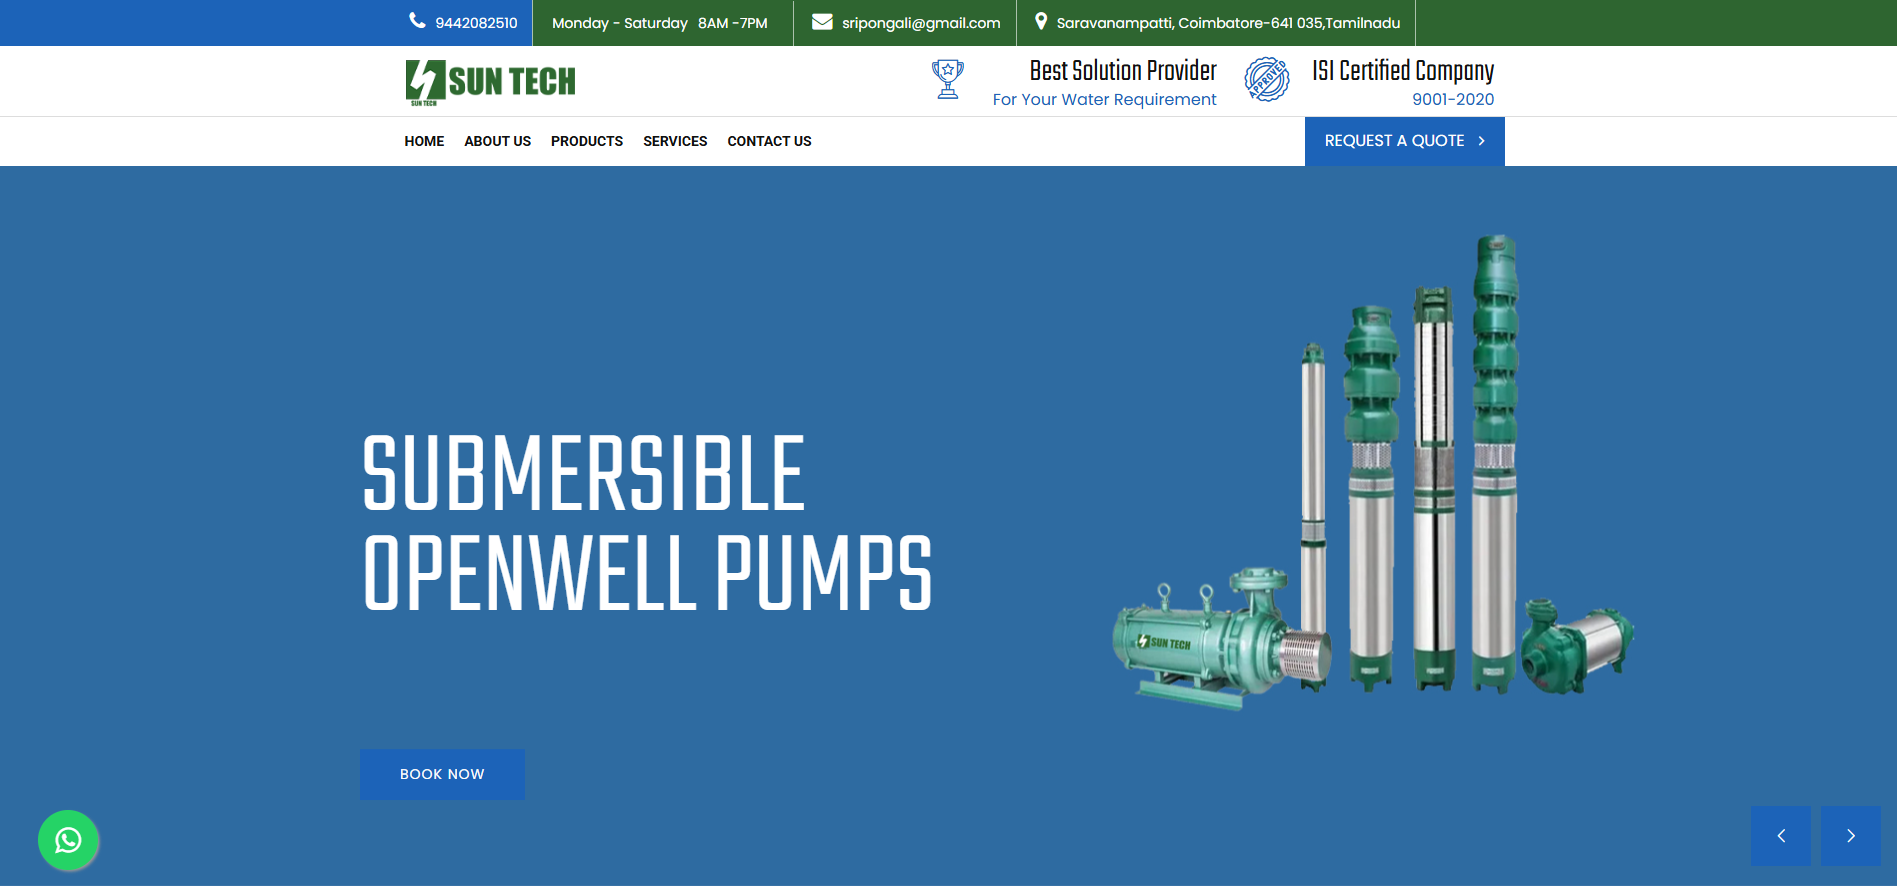 9442082510
Monday - Saturday 8AM -7PM
sripongali@gmail.com
Saravanampatti, Coimbatore-641 035,Tamilnadu
SUN TECH
SUN TECH
Best Solution Provider
For Your Water Requirement
APPROVED
ISI Certified Company
9001-2020
HOME
ABOUT US
PRODUCTS
SERVICES
CONTACT US
REQUEST A QUOTE
SUBMERSIBLE
OPENWELL PUMPS
SUN TECH
BOOK NOW